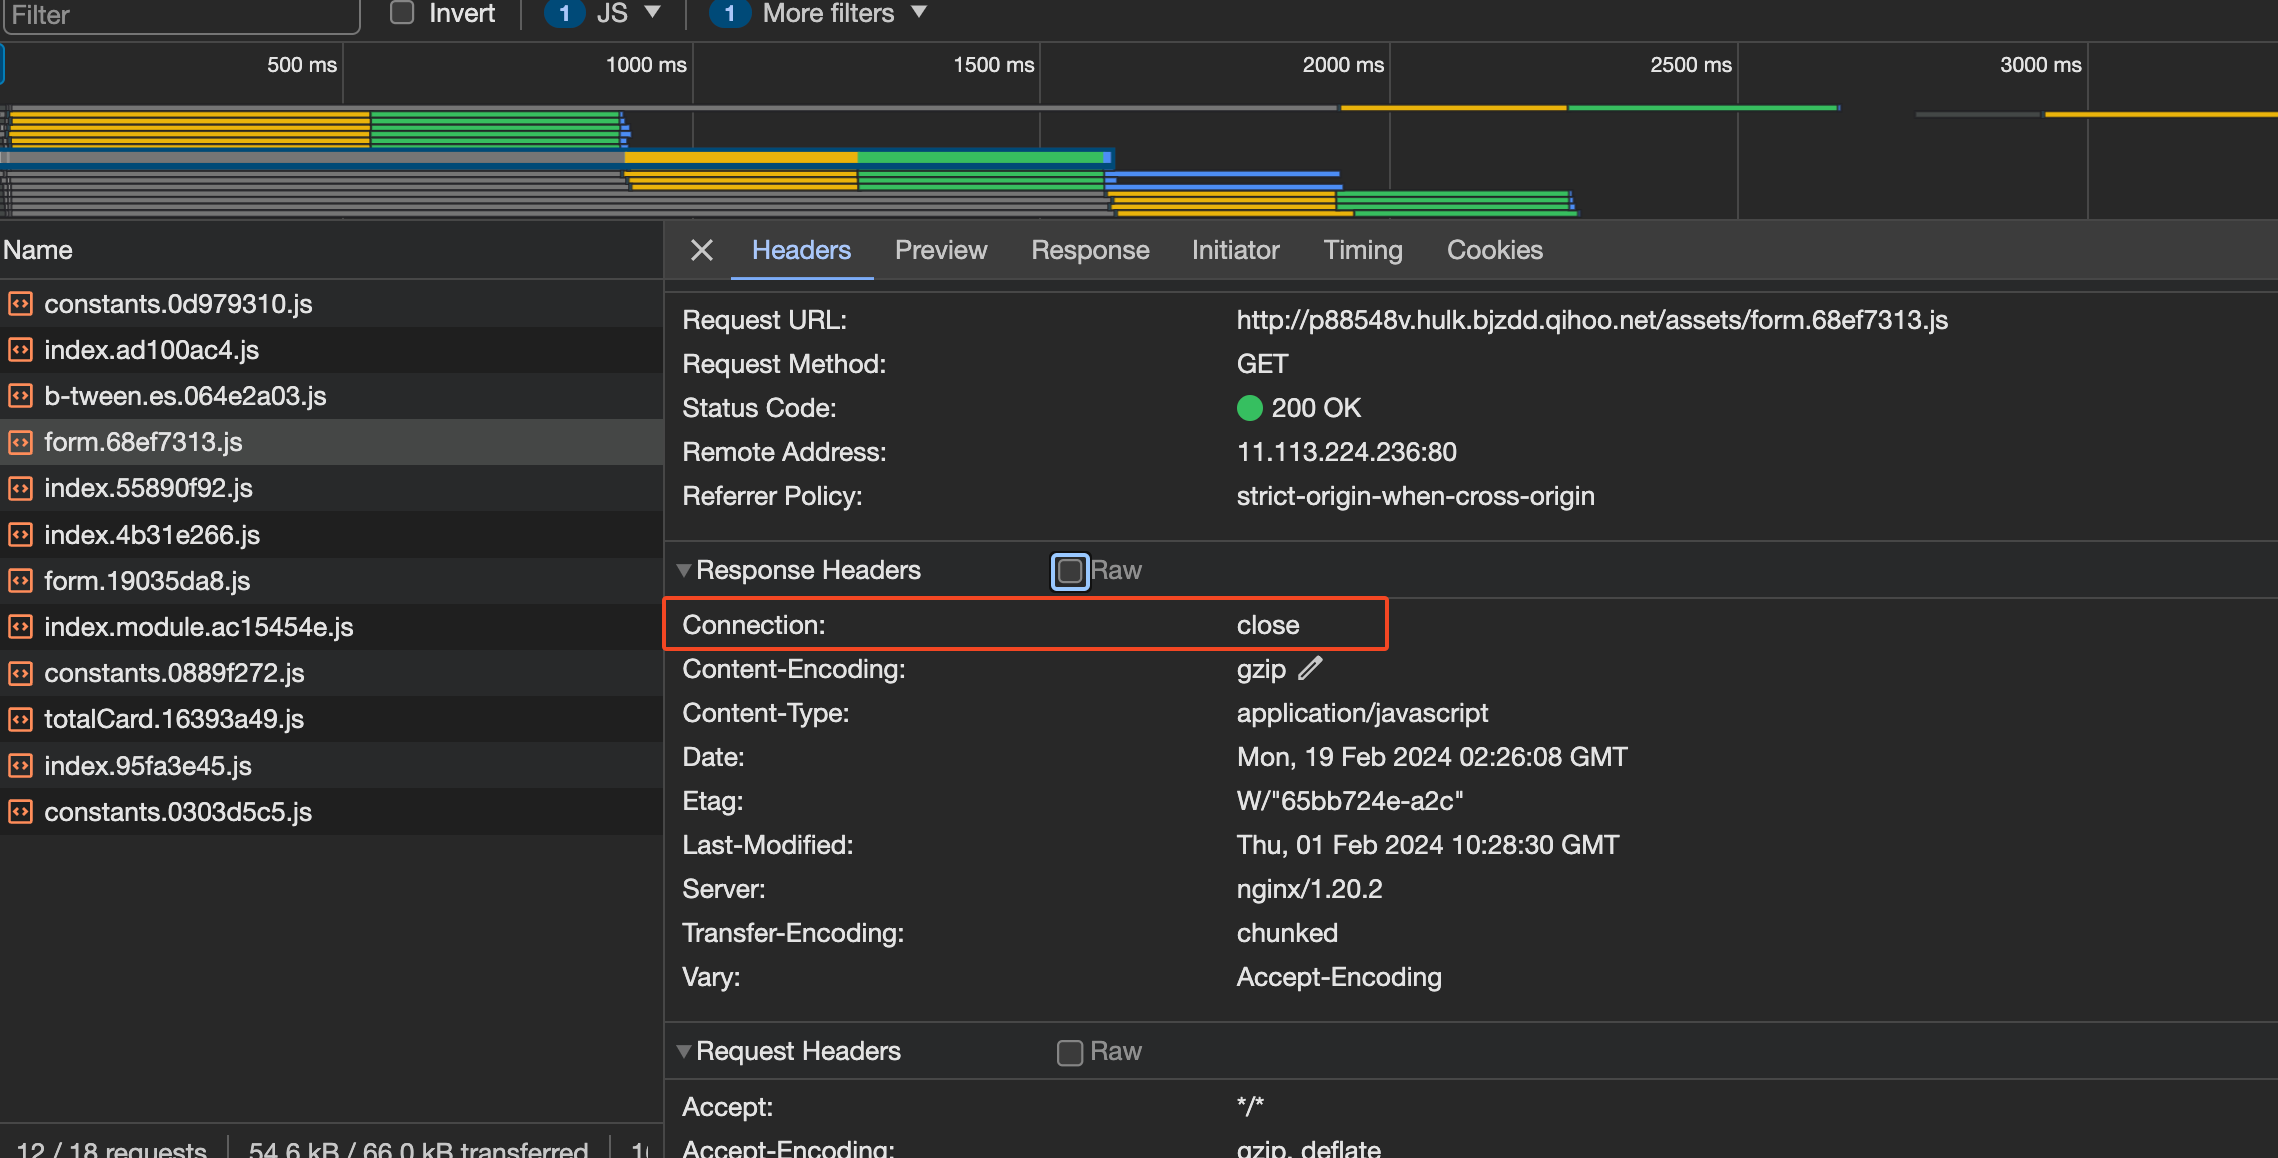 Filter Invert 1 JS 1 More filters
500 ms 1000 ms 1500 ms 2000 ms 2500 ms 3000 ms
Name
constants.0d979310.js
index.ad100ac4.js
b-tween.es.064e2a03.js
form.68ef7313.js
index.55890f92.js
index.4b31e266.js
form.19035da8.js
index.module.ac15454e.js
constants.0889f272.js
totalCard.16393a49.js
index.95fa3e45.js
constants.0303d5c5.js
12 / 18 requests 54.6 kB / 66.0 kB transferred
Headers Preview Response Initiator Timing Cookies
Request URL: http://p88548v.hulk.bjzdd.qihoo.net/assets/form.68ef7313.js
Request Method: GET
Status Code: 200 OK
Remote Address: 11.113.224.236:80
Referrer Policy: strict-origin-when-cross-origin
Response Headers Raw
Connection: close
Content-Encoding: gzip
Content-Type: application/javascript
Date: Mon, 19 Feb 2024 02:26:08 GMT
Etag: W/"65bb724e-a2c"
Last-Modified: Thu, 01 Feb 2024 10:28:30 GMT
Server: nginx/1.20.2
Transfer-Encoding: chunked
Vary: Accept-Encoding
Request Headers Raw
Accept: */*
Accept-Encoding: gzip, deflate